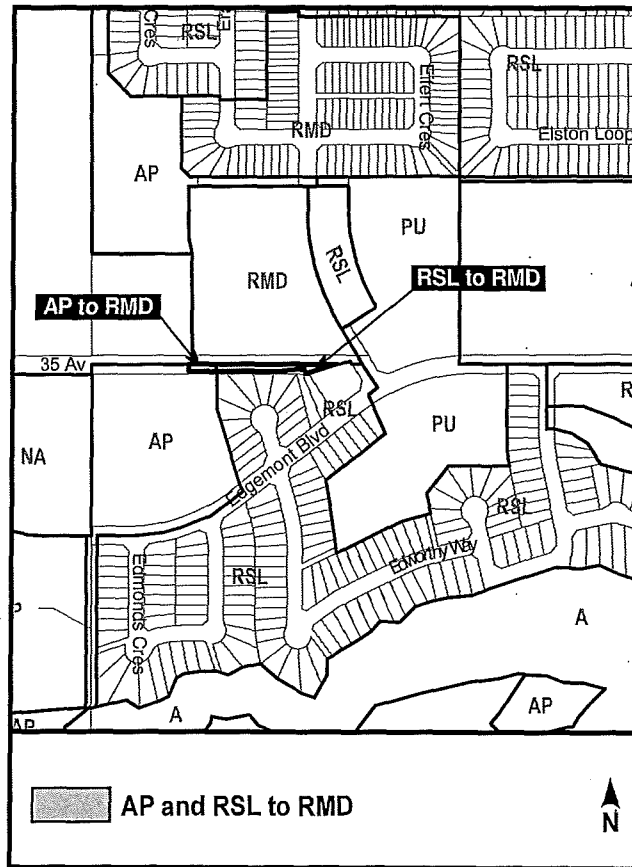 Cres
RSL
RSL
Ellert Cres
RMD
Elston Loop
AP
PU
RSL
RMD
RSL to RMD
AP to RMD
35 Av
RSL
R
AP
PU
NA
Edgemont Blvd
RSL
Edworthy Way
RSL
Edmonds Cres
P
A
AP
A
AP
AP and RSL to RMD
N